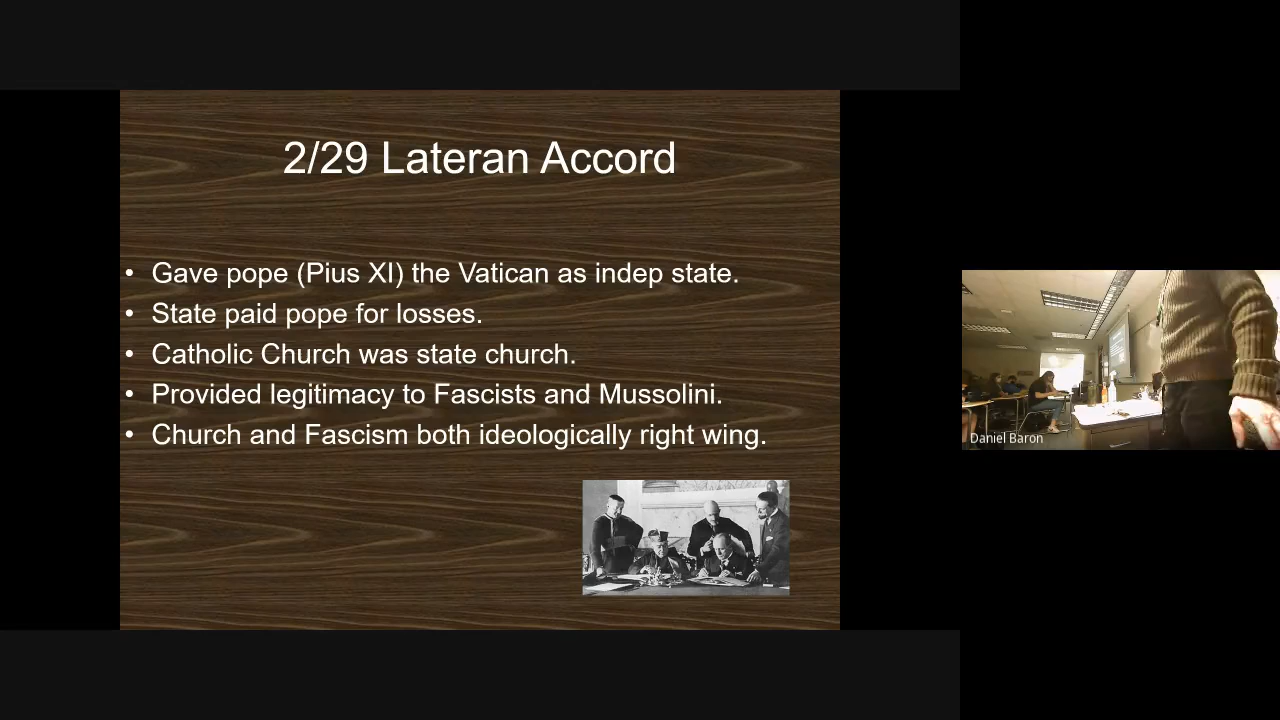 2/29 Lateran Accord
• Gave pope (Pius XI) the Vatican as indep state.
• State paid pope for losses.
• Catholic Church was state church.
• Provided legitimacy to Fascists and Mussolini.
• Church and Fascism both ideologically right wing.
Daniel Baron